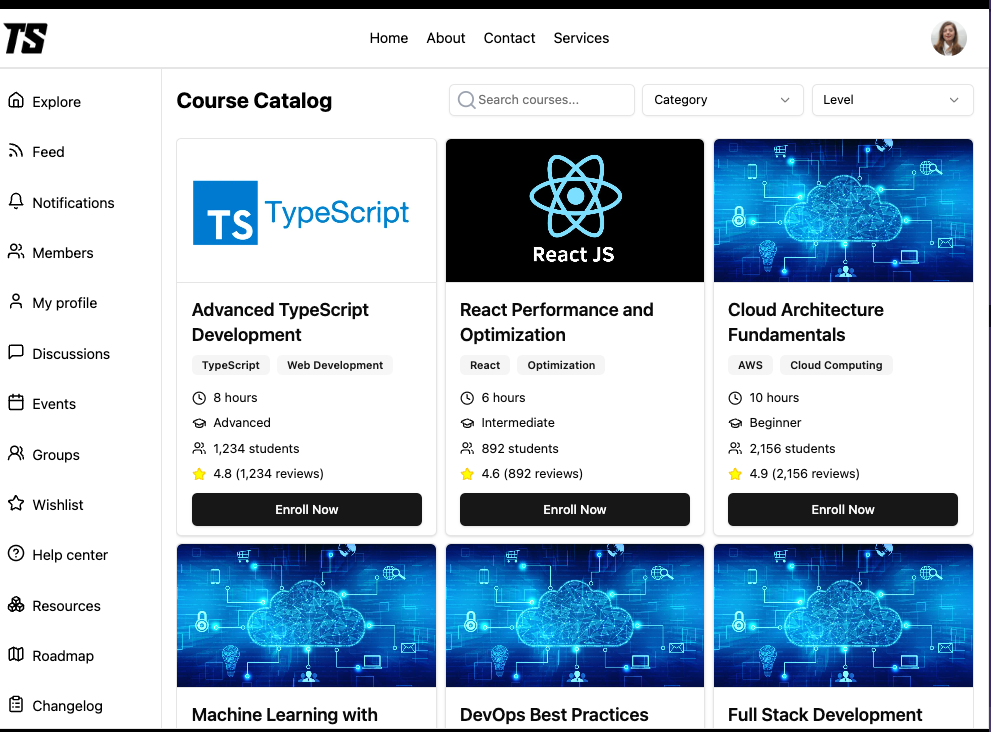 TS
Home About Contact Services
Explore
Feed
Notifications
Members
My profile
Discussions
Events
Groups
Wishlist
Help center
Resources
Roadmap
Changelog
Course Catalog
Search courses...
Category
Level
TS TypeScript
Advanced TypeScript
Development
TypeScript Web Development
8 hours
Advanced
1,234 students
4.8 (1,234 reviews)
Enroll Now
React JS
React Performance and
Optimization
React Optimization
6 hours
Intermediate
892 students
4.6 (892 reviews)
Enroll Now
Cloud Architecture
Fundamentals
AWS Cloud Computing
10 hours
Beginner
2,156 students
4.9 (2,156 reviews)
Enroll Now
Machine Learning with
DevOps Best Practices
Full Stack Development